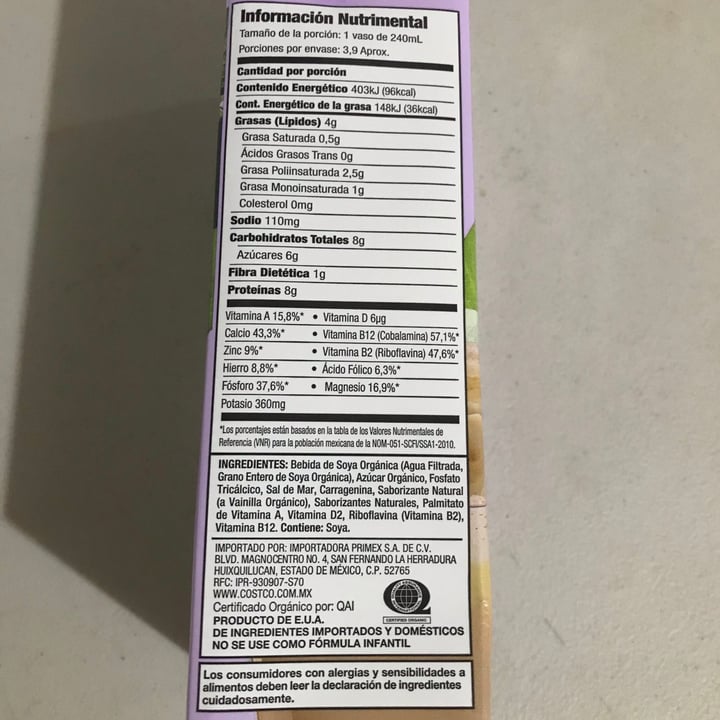 Información Nutrimental
Tamaño de la porción: 1 vaso de 240mL
Porciones por envase: 3,9 Aprox.
Cantidad por porción
Contenido Energético 403kJ (96kcal)
Cont. Energético de la grasa 148kJ (36kcal)
Grasas (Lípidos) 4g
Grasa Saturada 0,5g
Ácidos Grasos Trans 0g
Grasa Poliinsaturada 2,5g
Grasa Monoinsaturada 1g
Colesterol 0mg
Sodio 110mg
Carbohidratos Totales 8g
Azúcares 6g
Fibra Dietética 1g
Proteínas 8g
Vitamina A 15,8%* • Vitamina D 6µg
Calcio 43,3%* • Vitamina B12 (Cobalamina) 57,1%*
Zinc 9%* • Vitamina B2 (Riboflavina) 47,6%*
Hierro 8,8%* • Ácido Fólico 6,3%*
Fósforo 37,6%* • Magnesio 16,9%*
Potasio 360mg
*Los porcentajes están basados en la tabla de los Valores Nutrimentales de
Referencia (VNR) para la población mexicana de la NOM-051-SCFI/SSA1-2010.
INGREDIENTES: Bebida de Soya Orgánica (Agua Filtrada,
Grano Entero de Soya Orgánica), Azúcar Orgánico, Fosfato
Tricálcico, Sal de Mar, Carragenina, Saborizante Natural
(a Vainilla Orgánico), Saborizantes Naturales, Palmitato
de Vitamina A, Vitamina D2, Riboflavina (Vitamina B2),
Vitamina B12. Contiene: Soya.
IMPORTADO POR: IMPORTADORA PRIMEX S.A. DE C.V.
BLVD. MAGNOCENTRO NO. 4, SAN FERNANDO LA HERRADURA
HUIXQUILUCAN, ESTADO DE MÉXICO, C.P. 52765
RFC: IPR-930907-S70
WWW.COSTCO.COM.MX
Certificado Orgánico por: QAI
CERTIFIED ORGANIC
PRODUCTO DE E.U.A.
DE INGREDIENTES IMPORTADOS Y DOMÉSTICOS
NO SE USE COMO FÓRMULA INFANTIL
Los consumidores con alergias y sensibilidades a
alimentos deben leer la declaración de ingredientes
cuidadosamente.